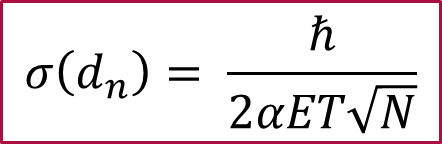 σ(dₙ) = ħ / (2αET√N)